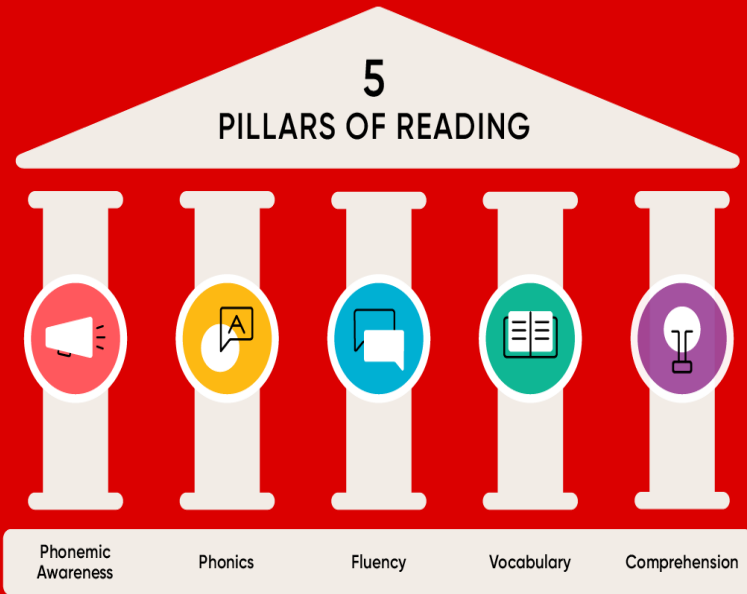 5
PILLARS OF READING
A
Phonemic
Awareness
Phonics
Fluency
Vocabulary
Comprehension